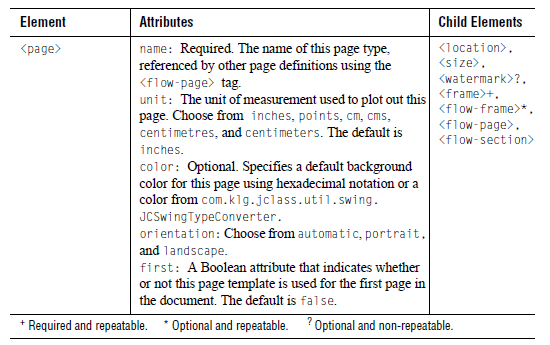 Element Attributes Child Elements
<page>
name: Required. The name of this page type,
referenced by other page definitions using the
<flow-page> tag.
unit: The unit of measurement used to plot out this
page. Choose from inches, points, cm, cms,
centimetres, and centimeters. The default is
inches.
color: Optional. Specifies a default background
color for this page using hexadecimal notation or a
color from com.klg.jclass.util.swing.
JCSwingTypeConverter.
orientation: Choose from automatic, portrait,
and landscape.
first: A Boolean attribute that indicates whether
or not this page template is used for the first page in
the document. The default is false.
<location>,
<size>,
<watermark>?,
<frame>+,
<flow-frame>*,
<flow-page>,
<flow-section>
+ Required and repeatable. * Optional and repeatable. ? Optional and non-repeatable.